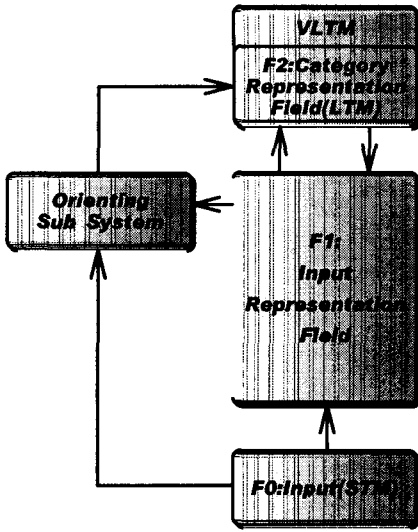 VLTM
F2:Category
Representation
Field(LTM)
Orienting
Sub System
F1:
Input
Representation
Field
F0:Input(STM)